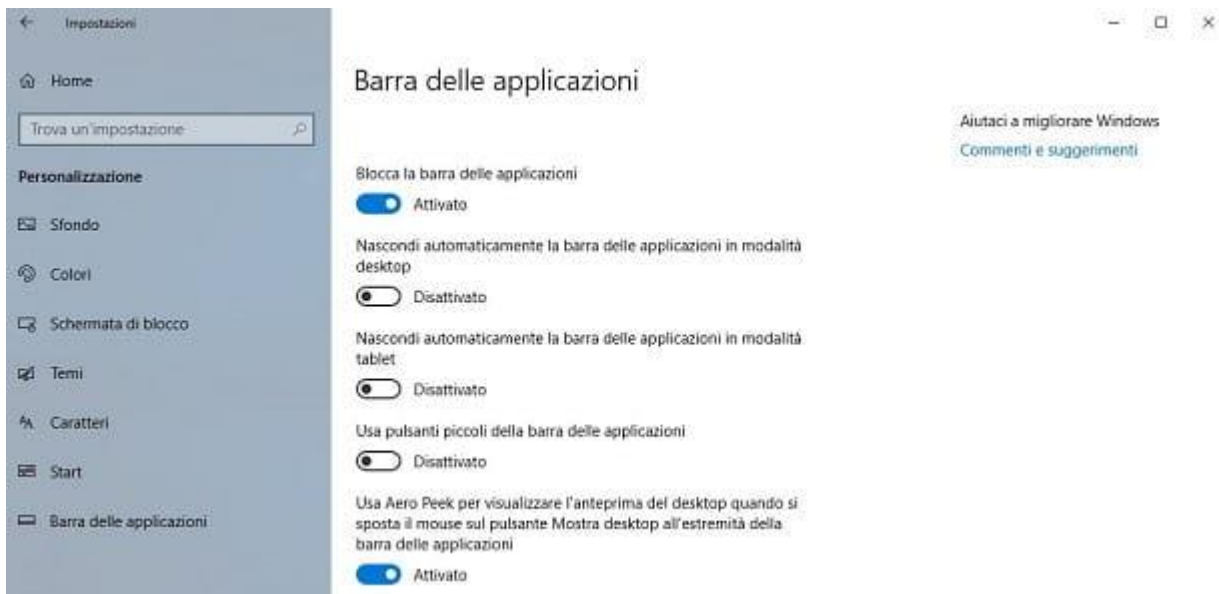 Impostazioni
Home
Trova un'impostazione
Personalizzazione
Sfondo
Colori
Schermata di blocco
Temi
Caratteri
Start
Barra delle applicazioni
Barra delle applicazioni
Blocca la barra delle applicazioni
Attivato
Nascondi automaticamente la barra delle applicazioni in modalità
desktop
Disattivato
Nascondi automaticamente la barra delle applicazioni in modalità
tablet
Disattivato
Usa pulsanti piccoli della barra delle applicazioni
Disattivato
Usa Aero Peek per visualizzare l'anteprima del desktop quando si
sposta il mouse sul pulsante Mostra desktop all'estremità della
barra delle applicazioni
Attivato
Aiutaci a migliorare Windows
Commenti e suggerimenti